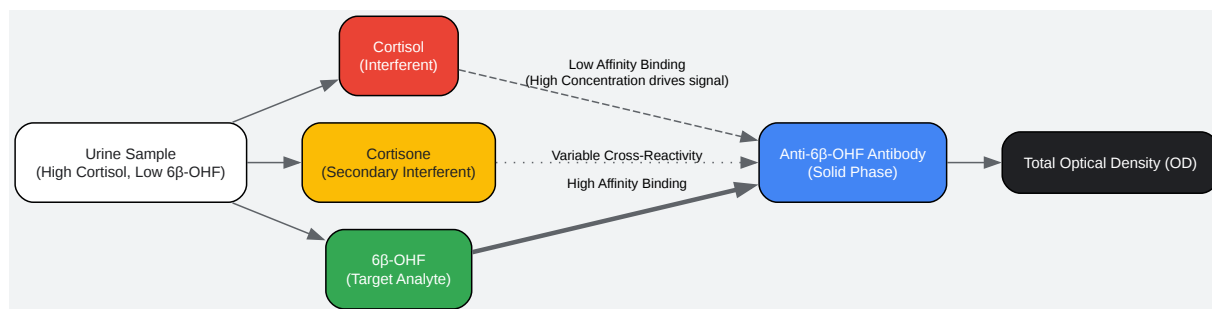 Cortisol
(Interferent)
Low Affinity Binding
(High Concentration drives signal)
Urine Sample
(High Cortisol, Low 6β-OHF)
Cortisone
(Secondary Interferent)
Variable Cross-Reactivity
Anti-6β-OHF Antibody
(Solid Phase)
Total Optical Density (OD)
High Affinity Binding
6β-OHF
(Target Analyte)